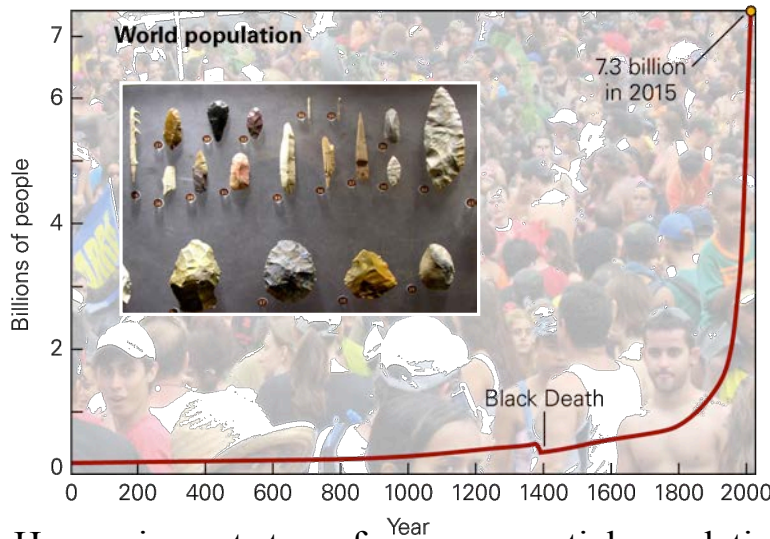 World population
7.3 billion
in 2015
Black Death
Billions of people
7
6
4
2
0
0 200 400 600 800 1000 1200 1400 1600 1800 2000
Year